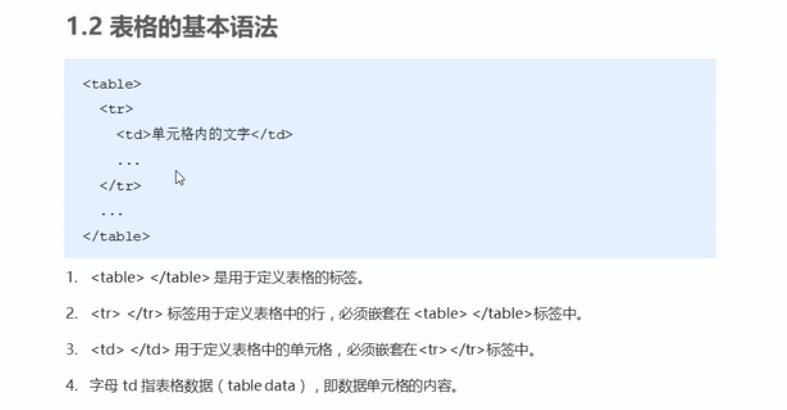 1.2 表格的基本语法
<table>
<tr>
<td>单元格内的文字</td>
...
</tr>
...
</table>
1. <table> </table> 是用于定义表格的标签。
2. <tr> </tr> 标签用于定义表格中的行，必须嵌套在 <table> </table>标签中。
3. <td> </td> 用于定义表格中的单元格，必须嵌套在<tr></tr>标签中。
4. 字母 td 指表格数据（table data），即数据单元格的内容。